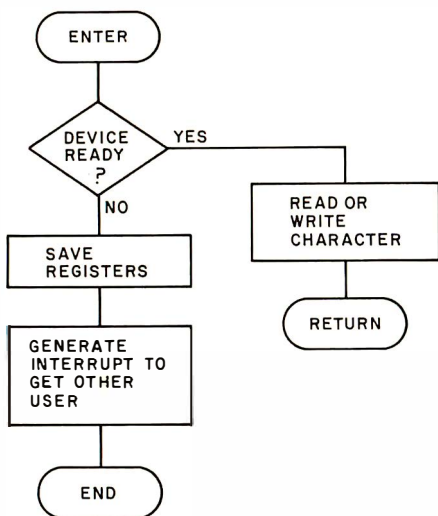 ENTER
DEVICE
READY
?
YES
NO
READ OR
WRITE
CHARACTER
SAVE
REGISTERS
RETURN
GENERATE
INTERRUPT TO
GET OTHER
USER
END